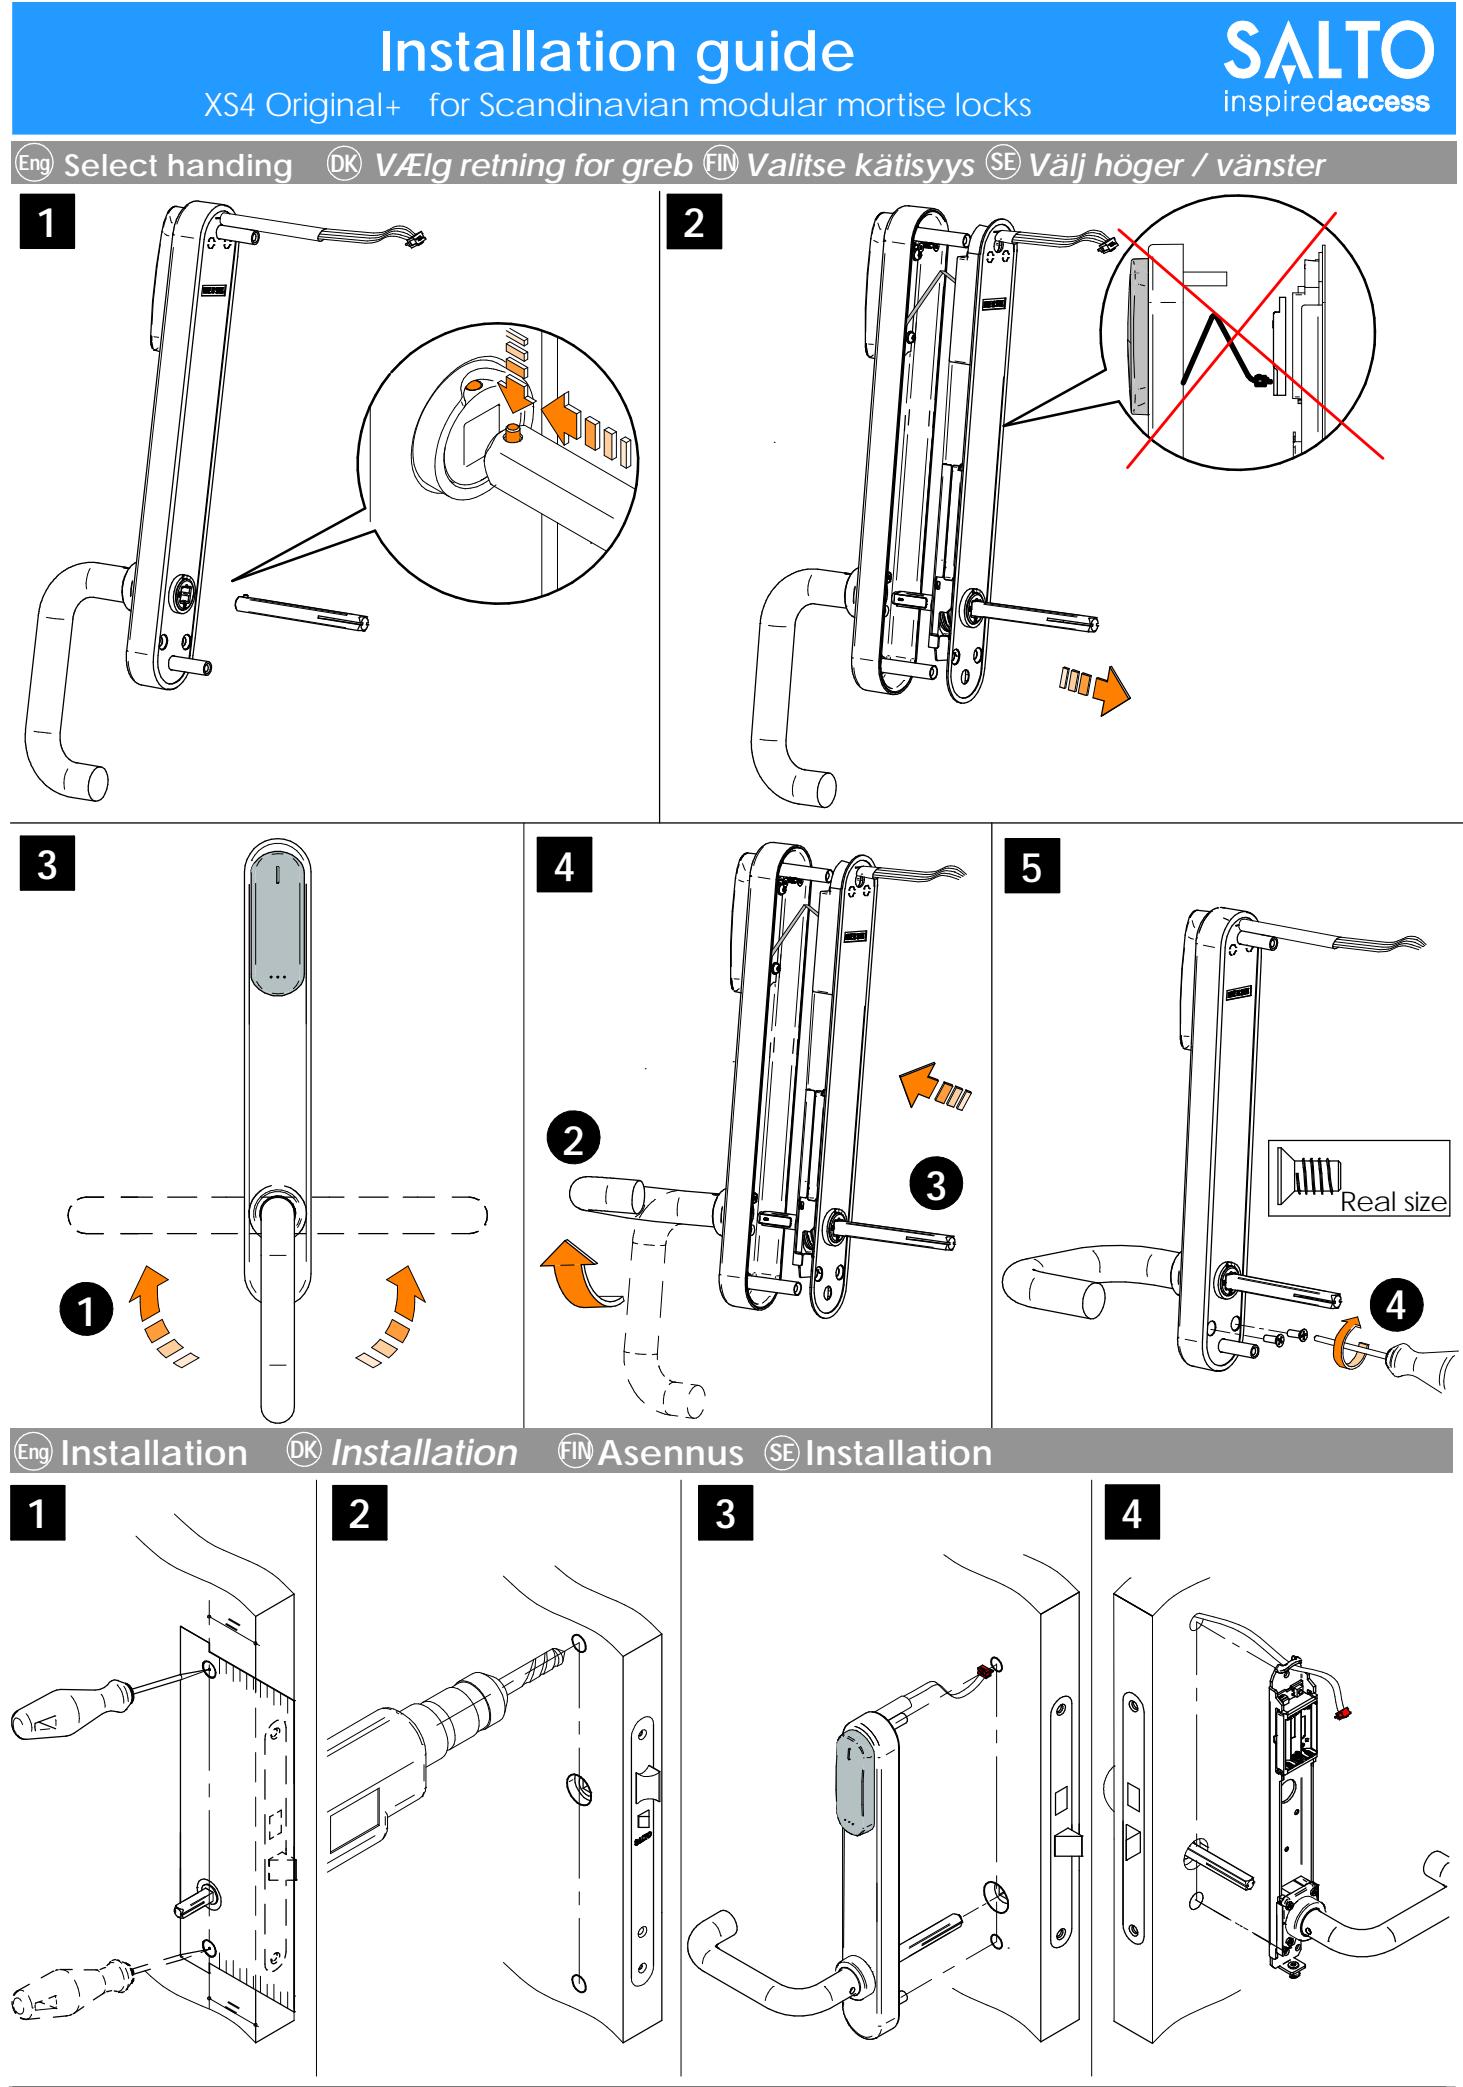 Installation guide
XS4 Original+ for Scandinavian modular mortise locks
SALTO
inspiredaccess
Eng Select handing DK VÆlg retning for greb FIN Valitse kätisyys SE Välj höger / vänster
1
2
3
1
4
2
3
5
Real size
4
Eng Installation DK Installation FIN Asennus SE Installation
1
2
SALTO
3
4